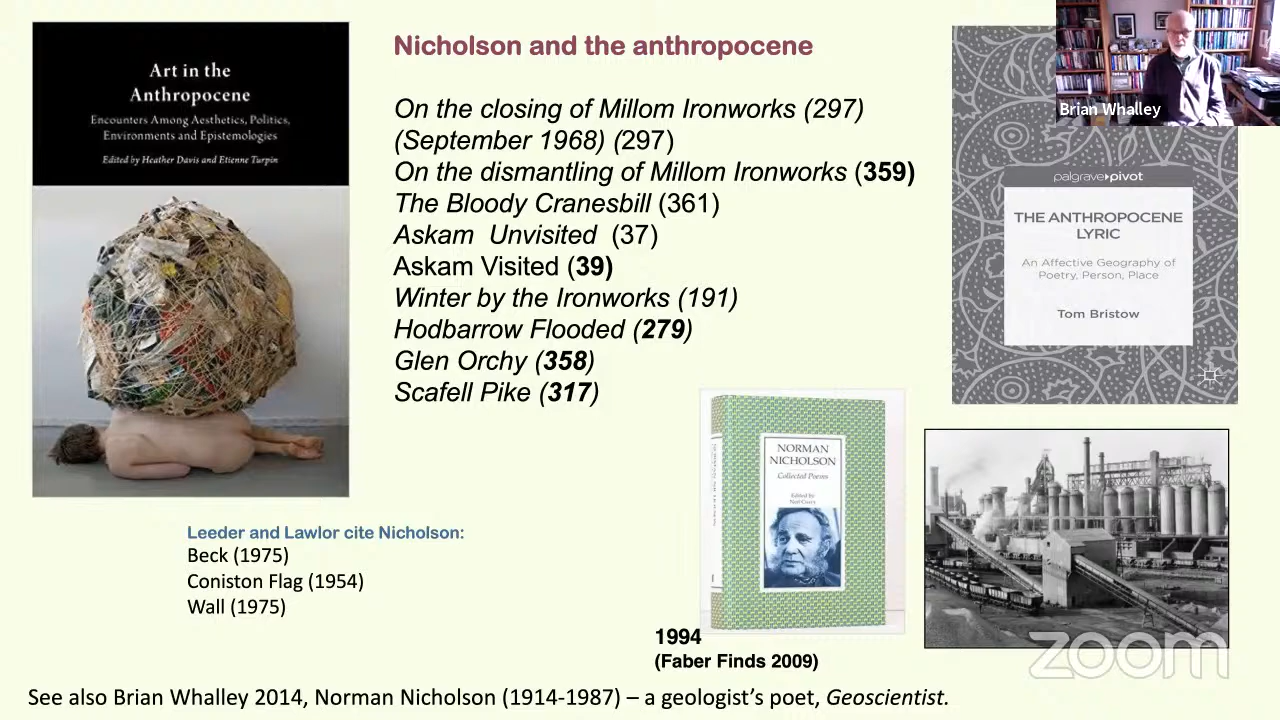 Art in the
Anthropocene
Encounters Among Aesthetics, Politics,
Environments and Epistemologies
Edited by Heather Davis and Etienne Turpin
Nicholson and the anthropocene
On the closing of Millom Ironworks (297)
(September 1968) (297)
On the dismantling of Millom Ironworks (359)
The Bloody Cranesbill (361)
Askam Unvisited (37)
Askam Visited (39)
Winter by the Ironworks (191)
Hodbarrow Flooded (279)
Glen Orchy (358)
Scafell Pike (317)
Brian Whalley
palgrave pivot
THE ANTHROPOCENE
LYRIC
An Affective Geography of
Poetry, Person, Place
Tom Bristow
NORMAN
NICHOLSON
Collected Poems
Edited by
Leeder and Lawlor cite Nicholson:
Beck (1975)
Coniston Flag (1954)
Wall (1975)
1994
(Faber Finds 2009)
zoom
See also Brian Whalley 2014, Norman Nicholson (1914-1987) – a geologist’s poet, Geoscientist.